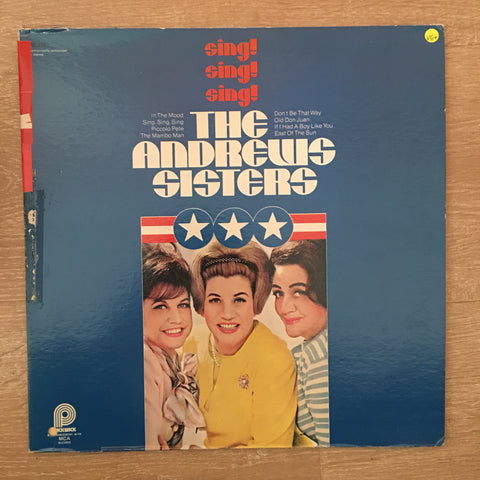 sing!
sing!
sing!
In The Mood
Sing, Sing, Sing
Piccolo Pete
The Mambo Man
Don't Be That Way
Old Don Juan
If I Had A Boy Like You
East Of The Sun
THE
ANDREWS
SISTERS
VG+
P
MCA